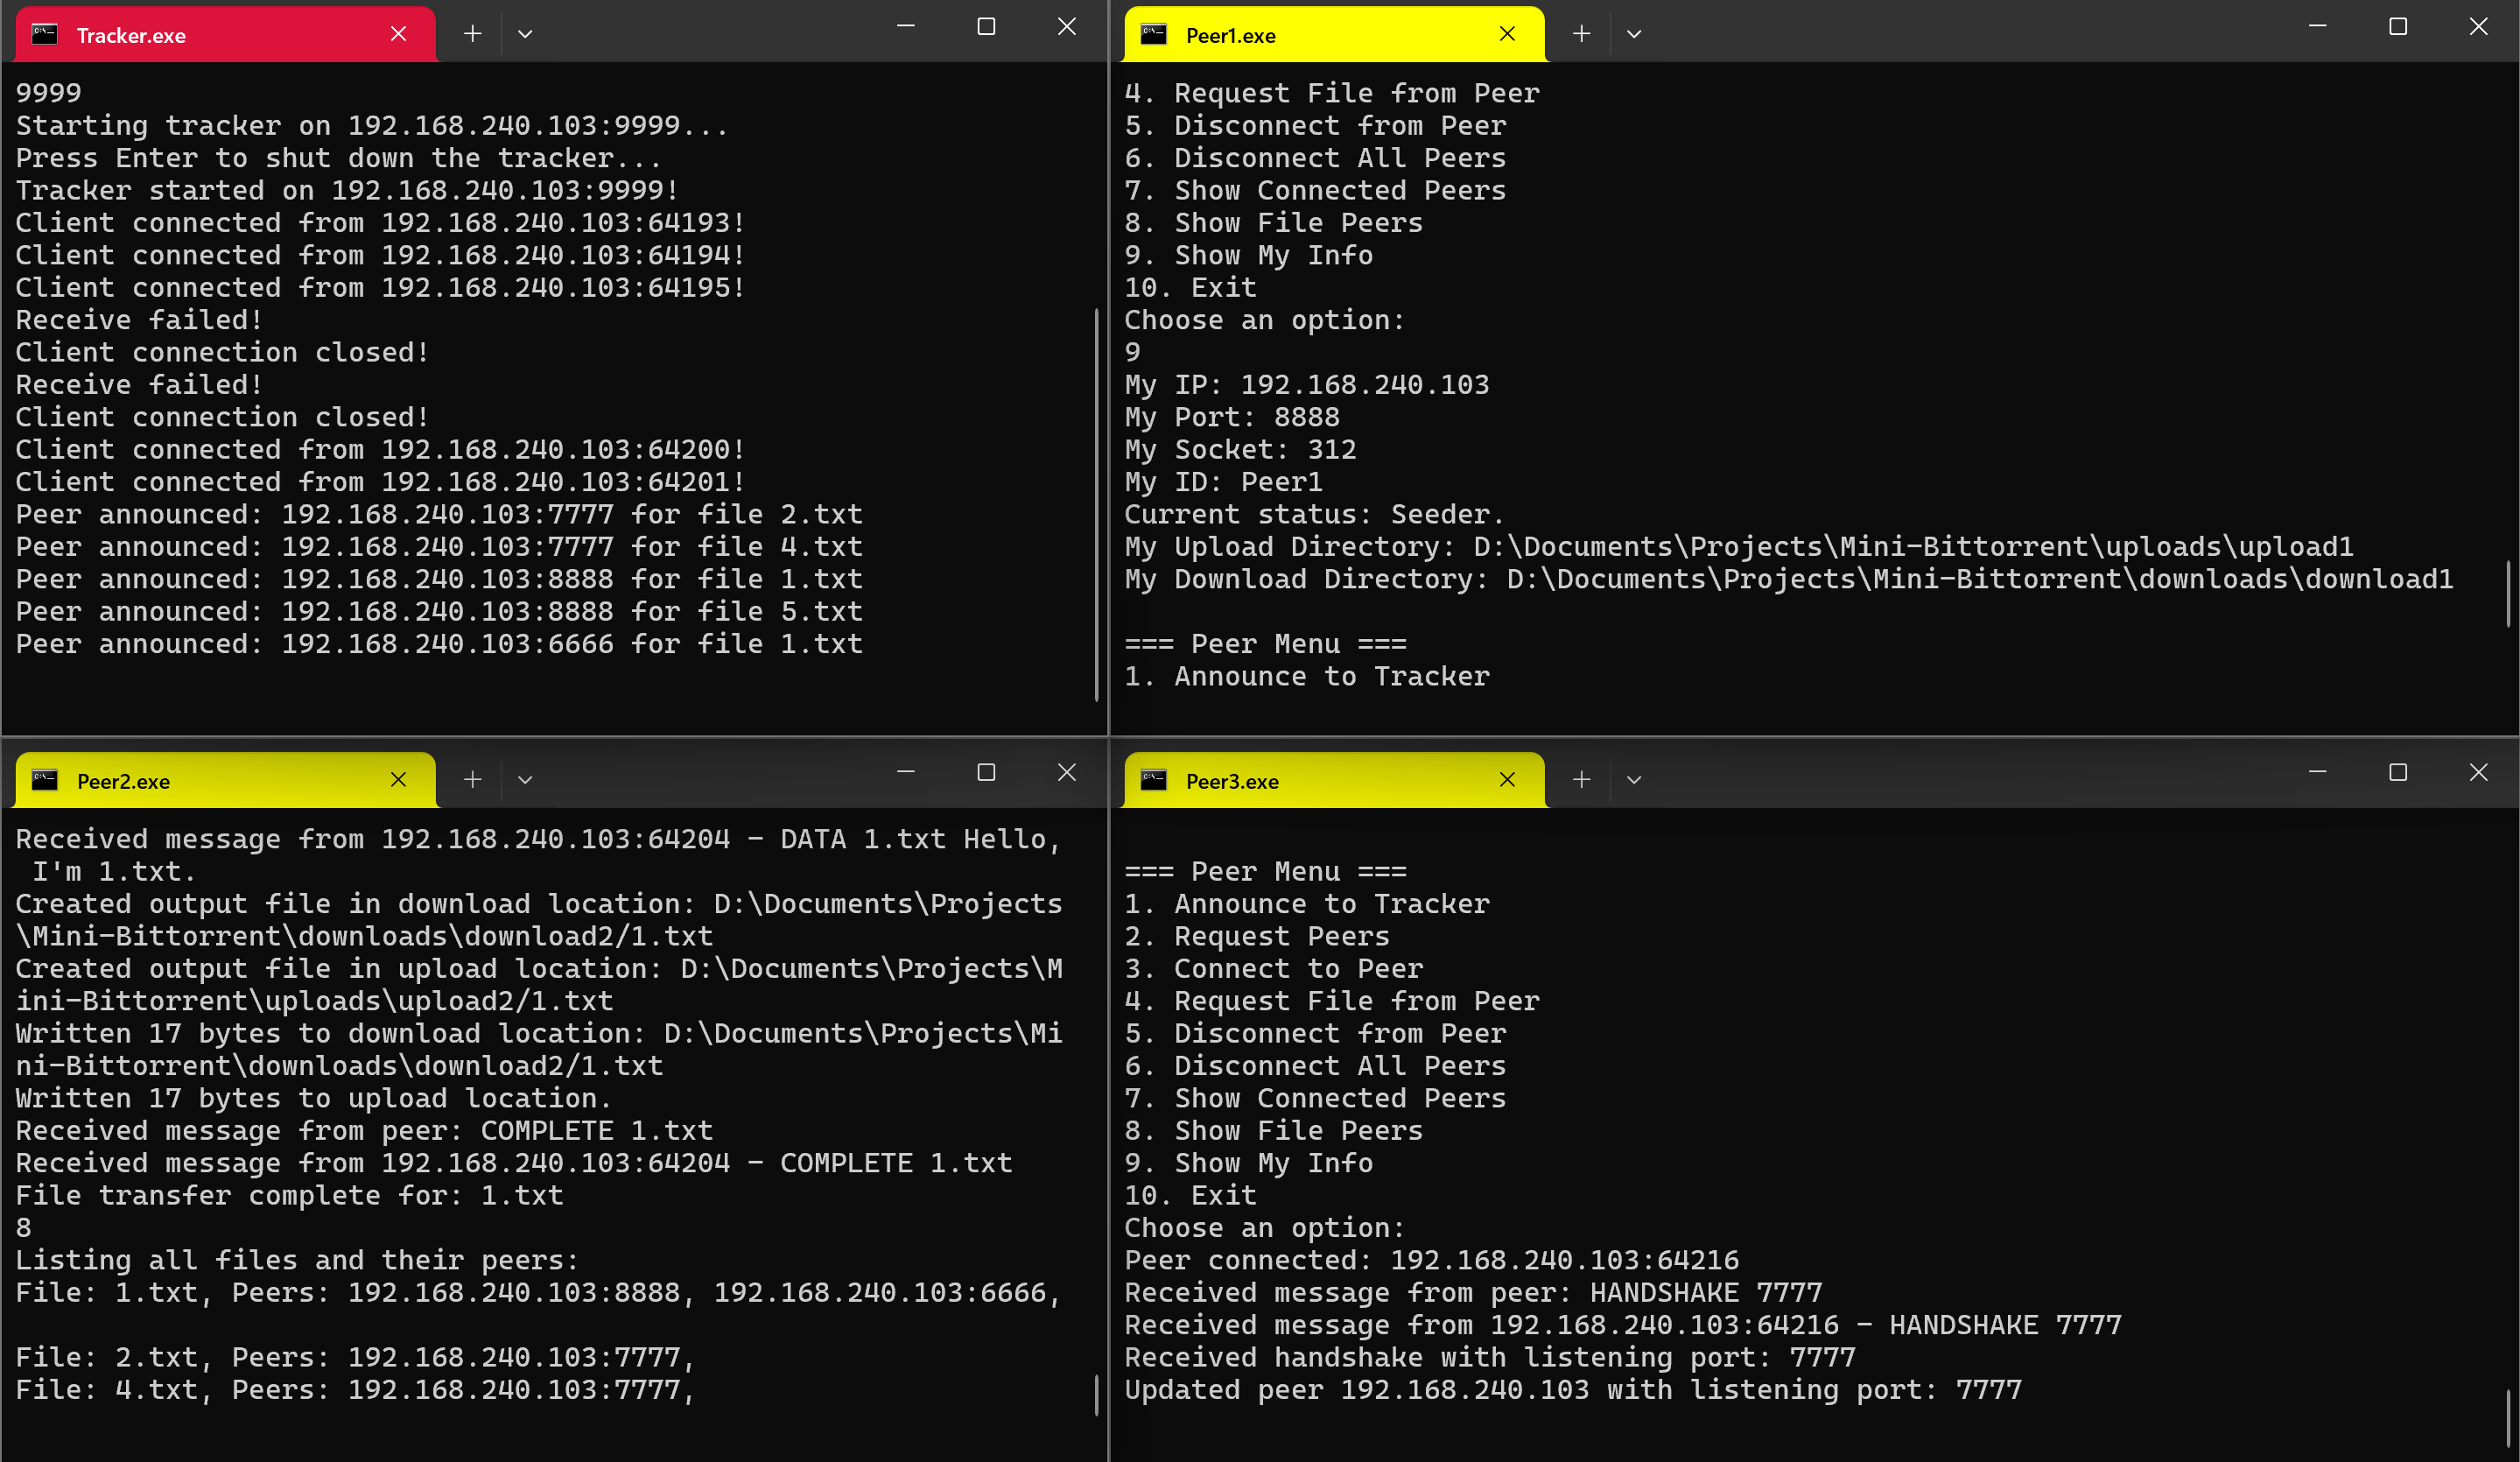 Tracker.exe
9999
Starting tracker on 192.168.240.103:9999...
Press Enter to shut down the tracker...
Tracker started on 192.168.240.103:9999!
Client connected from 192.168.240.103:64193!
Client connected from 192.168.240.103:64194!
Client connected from 192.168.240.103:64195!
Receive failed!
Client connection closed!
Receive failed!
Client connection closed!
Client connected from 192.168.240.103:64200!
Client connected from 192.168.240.103:64201!
Peer announced: 192.168.240.103:7777 for file 2.txt
Peer announced: 192.168.240.103:7777 for file 4.txt
Peer announced: 192.168.240.103:8888 for file 1.txt
Peer announced: 192.168.240.103:8888 for file 5.txt
Peer announced: 192.168.240.103:6666 for file 1.txt
Peer1.exe
4. Request File from Peer
5. Disconnect from Peer
6. Disconnect All Peers
7. Show Connected Peers
8. Show File Peers
9. Show My Info
10. Exit
Choose an option:
9
My IP: 192.168.240.103
My Port: 8888
My Socket: 312
My ID: Peer1
Current status: Seeder.
My Upload Directory: D:\Documents\Projects\Mini-Bittorrent\uploads\upload1
My Download Directory: D:\Documents\Projects\Mini-Bittorrent\downloads\download1
=== Peer Menu ===
1. Announce to Tracker
Peer2.exe
Received message from 192.168.240.103:64204 - DATA 1.txt Hello,
 I'm 1.txt.
Created output file in download location: D:\Documents\Projects
\Mini-Bittorrent\downloads\download2/1.txt
Created output file in upload location: D:\Documents\Projects\M
ini-Bittorrent\uploads\upload2/1.txt
Written 17 bytes to download location: D:\Documents\Projects\Mi
ni-Bittorrent\downloads\download2/1.txt
Written 17 bytes to upload location.
Received message from peer: COMPLETE 1.txt
Received message from 192.168.240.103:64204 - COMPLETE 1.txt
File transfer complete for: 1.txt
8
Listing all files and their peers:
File: 1.txt, Peers: 192.168.240.103:8888, 192.168.240.103:6666,
File: 2.txt, Peers: 192.168.240.103:7777,
File: 4.txt, Peers: 192.168.240.103:7777,
Peer3.exe
=== Peer Menu ===
1. Announce to Tracker
2. Request Peers
3. Connect to Peer
4. Request File from Peer
5. Disconnect from Peer
6. Disconnect All Peers
7. Show Connected Peers
8. Show File Peers
9. Show My Info
10. Exit
Choose an option:
Peer connected: 192.168.240.103:64216
Received message from peer: HANDSHAKE 7777
Received message from 192.168.240.103:64216 - HANDSHAKE 7777
Received handshake with listening port: 7777
Updated peer 192.168.240.103 with listening port: 7777